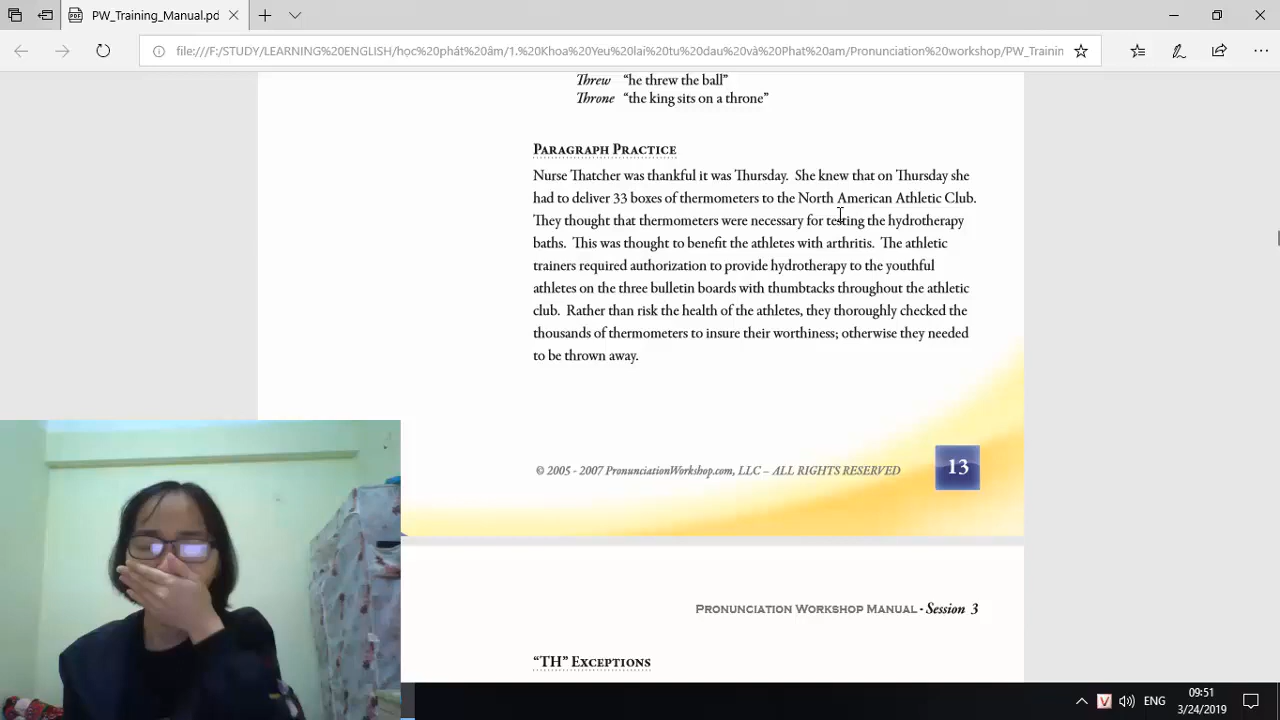 PW_Trainin
PW_Trainin
file:///F:/STUDY/LEARNING%20ENGLISH/học%20phát%20âm/1.%20Khoa%20Yeu%20lai%20tu%20dau%20và%20Phat%20am/Pronunciation%20workshop/PW_Trainin
Threw "he threw the ball"
Throne "the king sits on a throne"
Paragraph Practice
Nurse Thatcher was thankful it was Thursday. She knew that on Thursday she
had to deliver 33 boxes of thermometers to the North American Athletic Club.
They thought that thermometers were necessary for testing the hydrotherapy
baths. This was thought to benefit the athletes with arthritis. The athletic
trainers required authorization to provide hydrotherapy to the youthful
athletes on the three bulletin boards with thumbtacks throughout the athletic
club. Rather than risk the health of the athletes, they thoroughly checked the
thousands of thermometers to insure their worthiness; otherwise they needed
to be thrown away.
© 2005 - 2007 PronunciationWorkshop.com, LLC – ALL RIGHTS RESERVED
13
Pronunciation Workshop Manual · Session 3
"TH" Exceptions
V ENG
09:51
3/24/2019